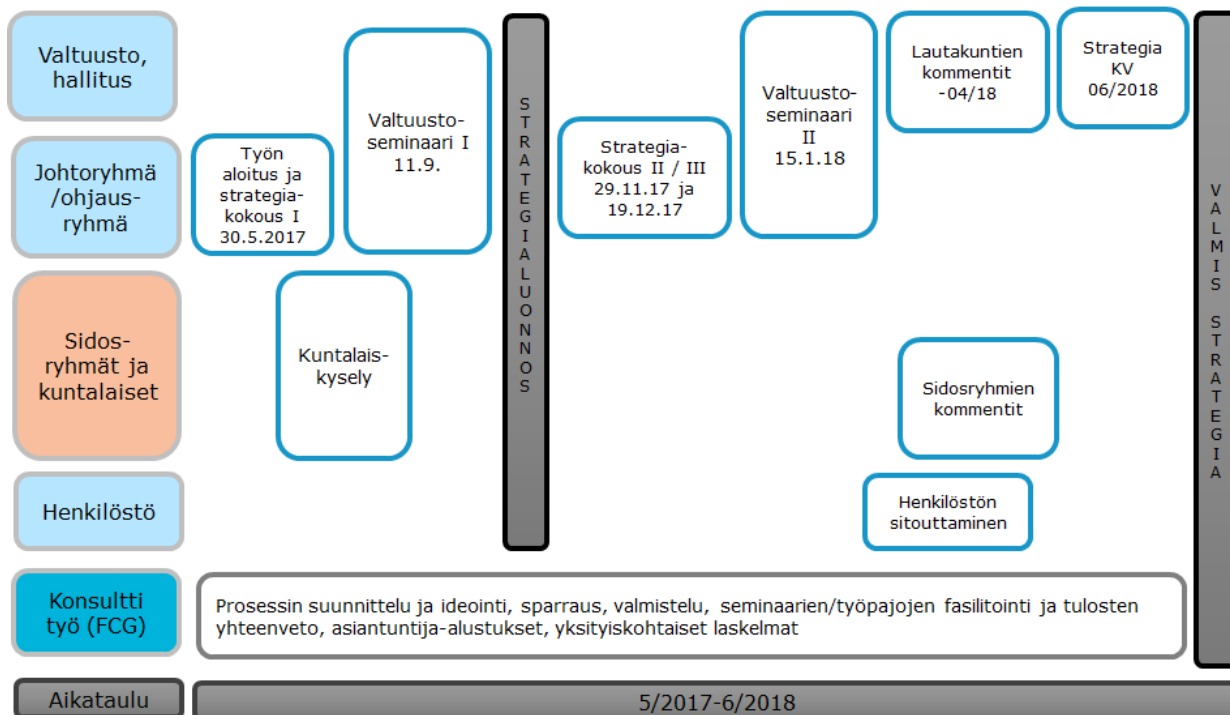 Valtuusto,
hallitus
Johtoryhmä
/ohjaus-
ryhmä
Sidos-
ryhmät ja
kuntalaiset
Henkilöstö
Konsultti
työ (FCG)
Aikataulu
Työn
aloitus ja
strategia-
kokous I
30.5.2017
Valtuusto-
seminaari I
11.9.
Kuntalais-
kysely
STRATEGIALUONNOS
Strategia-
kokous II / III
29.11.17 ja
19.12.17
Valtuusto-
seminaari
II
15.1.18
Lautakuntien
kommentit
-04/18
Strategia
KV
06/2018
Sidosryhmien
kommentit
Henkilöstön
sitouttaminen
VALMIS STRATEGIA
Prosessin suunnittelu ja ideointi, sparraus, valmistelu, seminaarien/työpajojen fasilitointi ja tulosten
yhteenveto, asiantuntija-alustukset, yksityiskohtaiset laskelmat
5/2017-6/2018